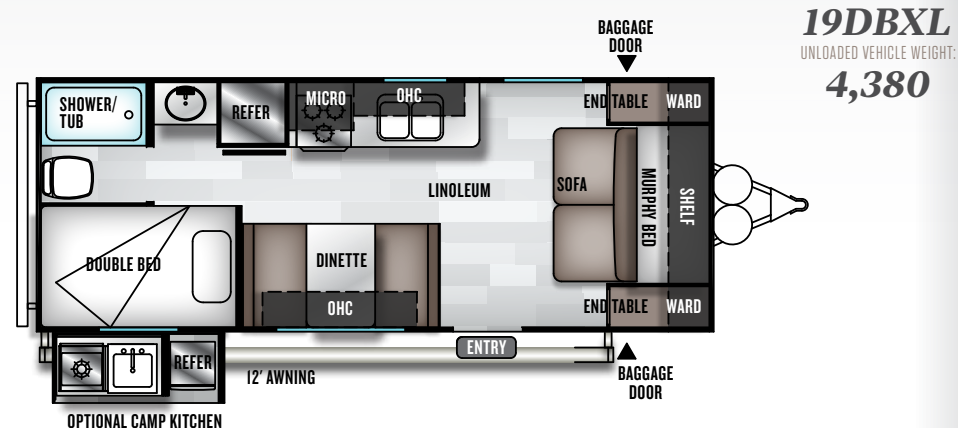 19DBXL
UNLOADED VEHICLE WEIGHT:
4,380
BAGGAGE
DOOR
SHOWER/
TUB
REFER
MICRO
OHC
END TABLE
WARD
LINOLEUM
SOFA
MURPHY BED
SHELF
DOUBLE BED
DINETTE
OHC
END TABLE
WARD
ENTRY
REFER
12' AWNING
BAGGAGE
DOOR
OPTIONAL CAMP KITCHEN